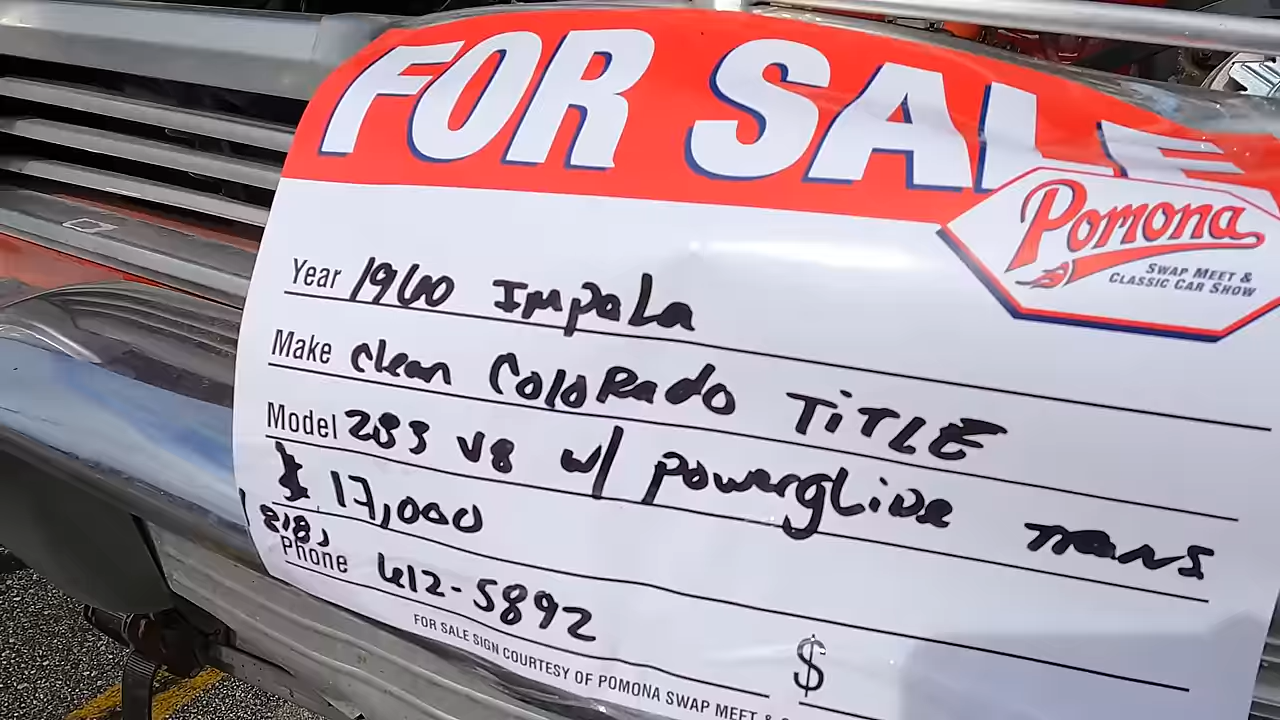 FOR SALE
Pomona
SWAP MEET &
CLASSIC CAR SHOW
Year 1960 Impala
Make clean Colorado TiTLE
Model 283 V8 w/ powerglide trans
$ 17,000
(818)
Phone 612-5892
$
FOR SALE SIGN COURTESY OF POMONA SWAP MEET &